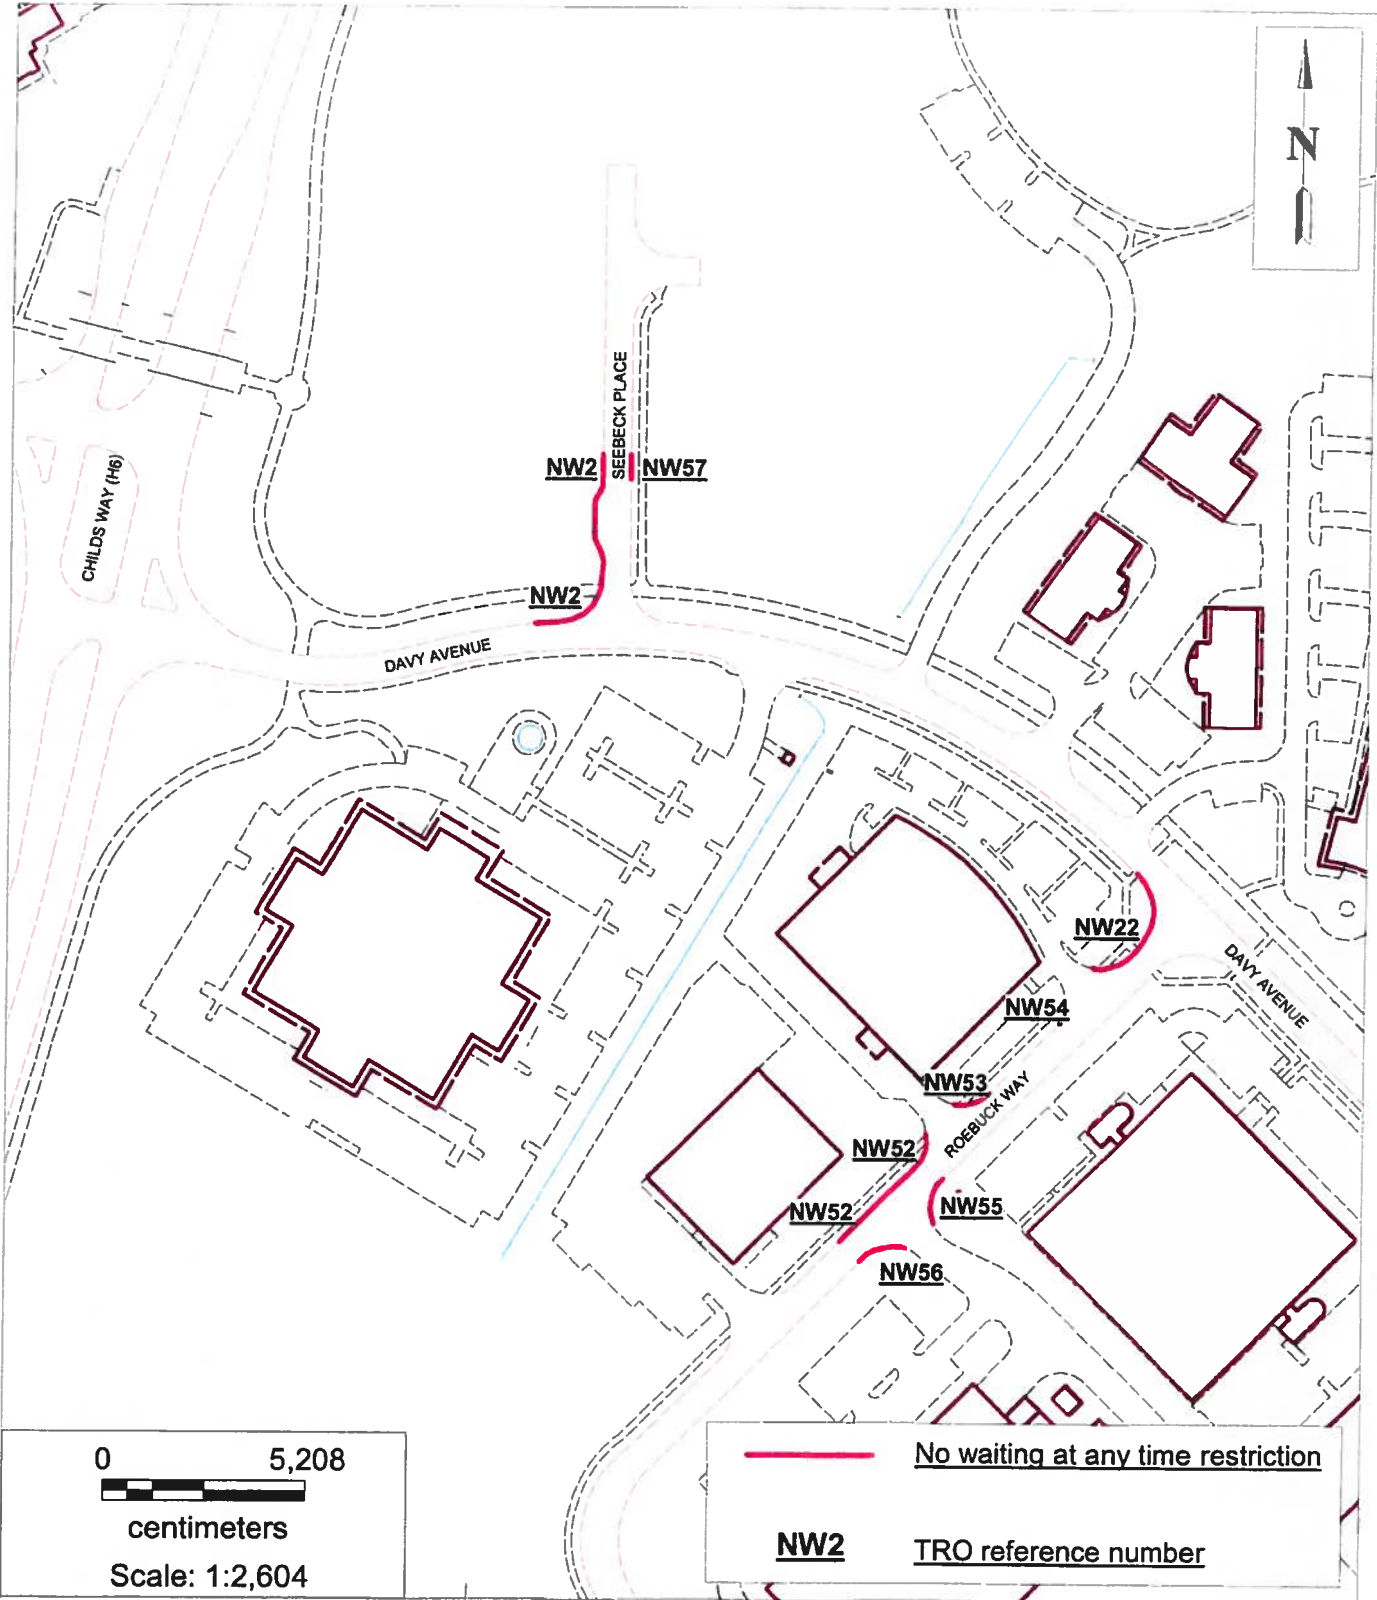 N
SEEBECK PLACE
NW2
NW57
CHILDS WAY (H6)
NW2
DAVY AVENUE
NW22
DAVY AVENUE
NW54
NW53
ROEBUCK WAY
NW52
NW52
NW55
NW56
0 5,208
centimeters
Scale: 1:2,604
No waiting at any time restriction
NW2 TRO reference number